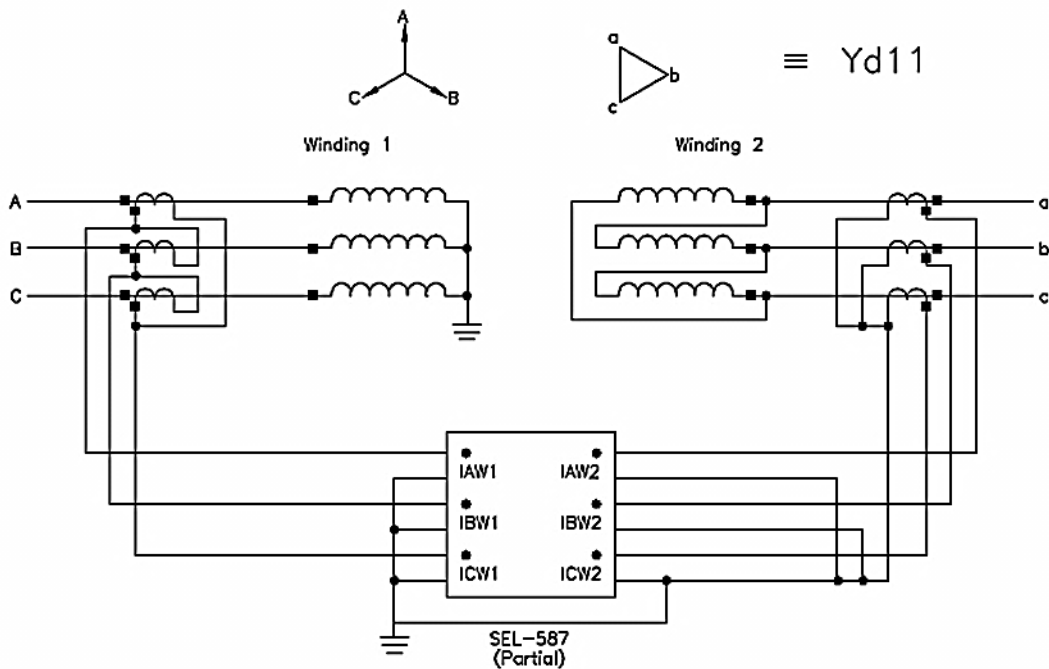 A
C
B
a
b
c
≡ Yd11
Winding 1
Winding 2
A
B
C
a
b
c
IAW1 IAW2
IBW1 IBW2
ICW1 ICW2
SEL-587
(Partial)